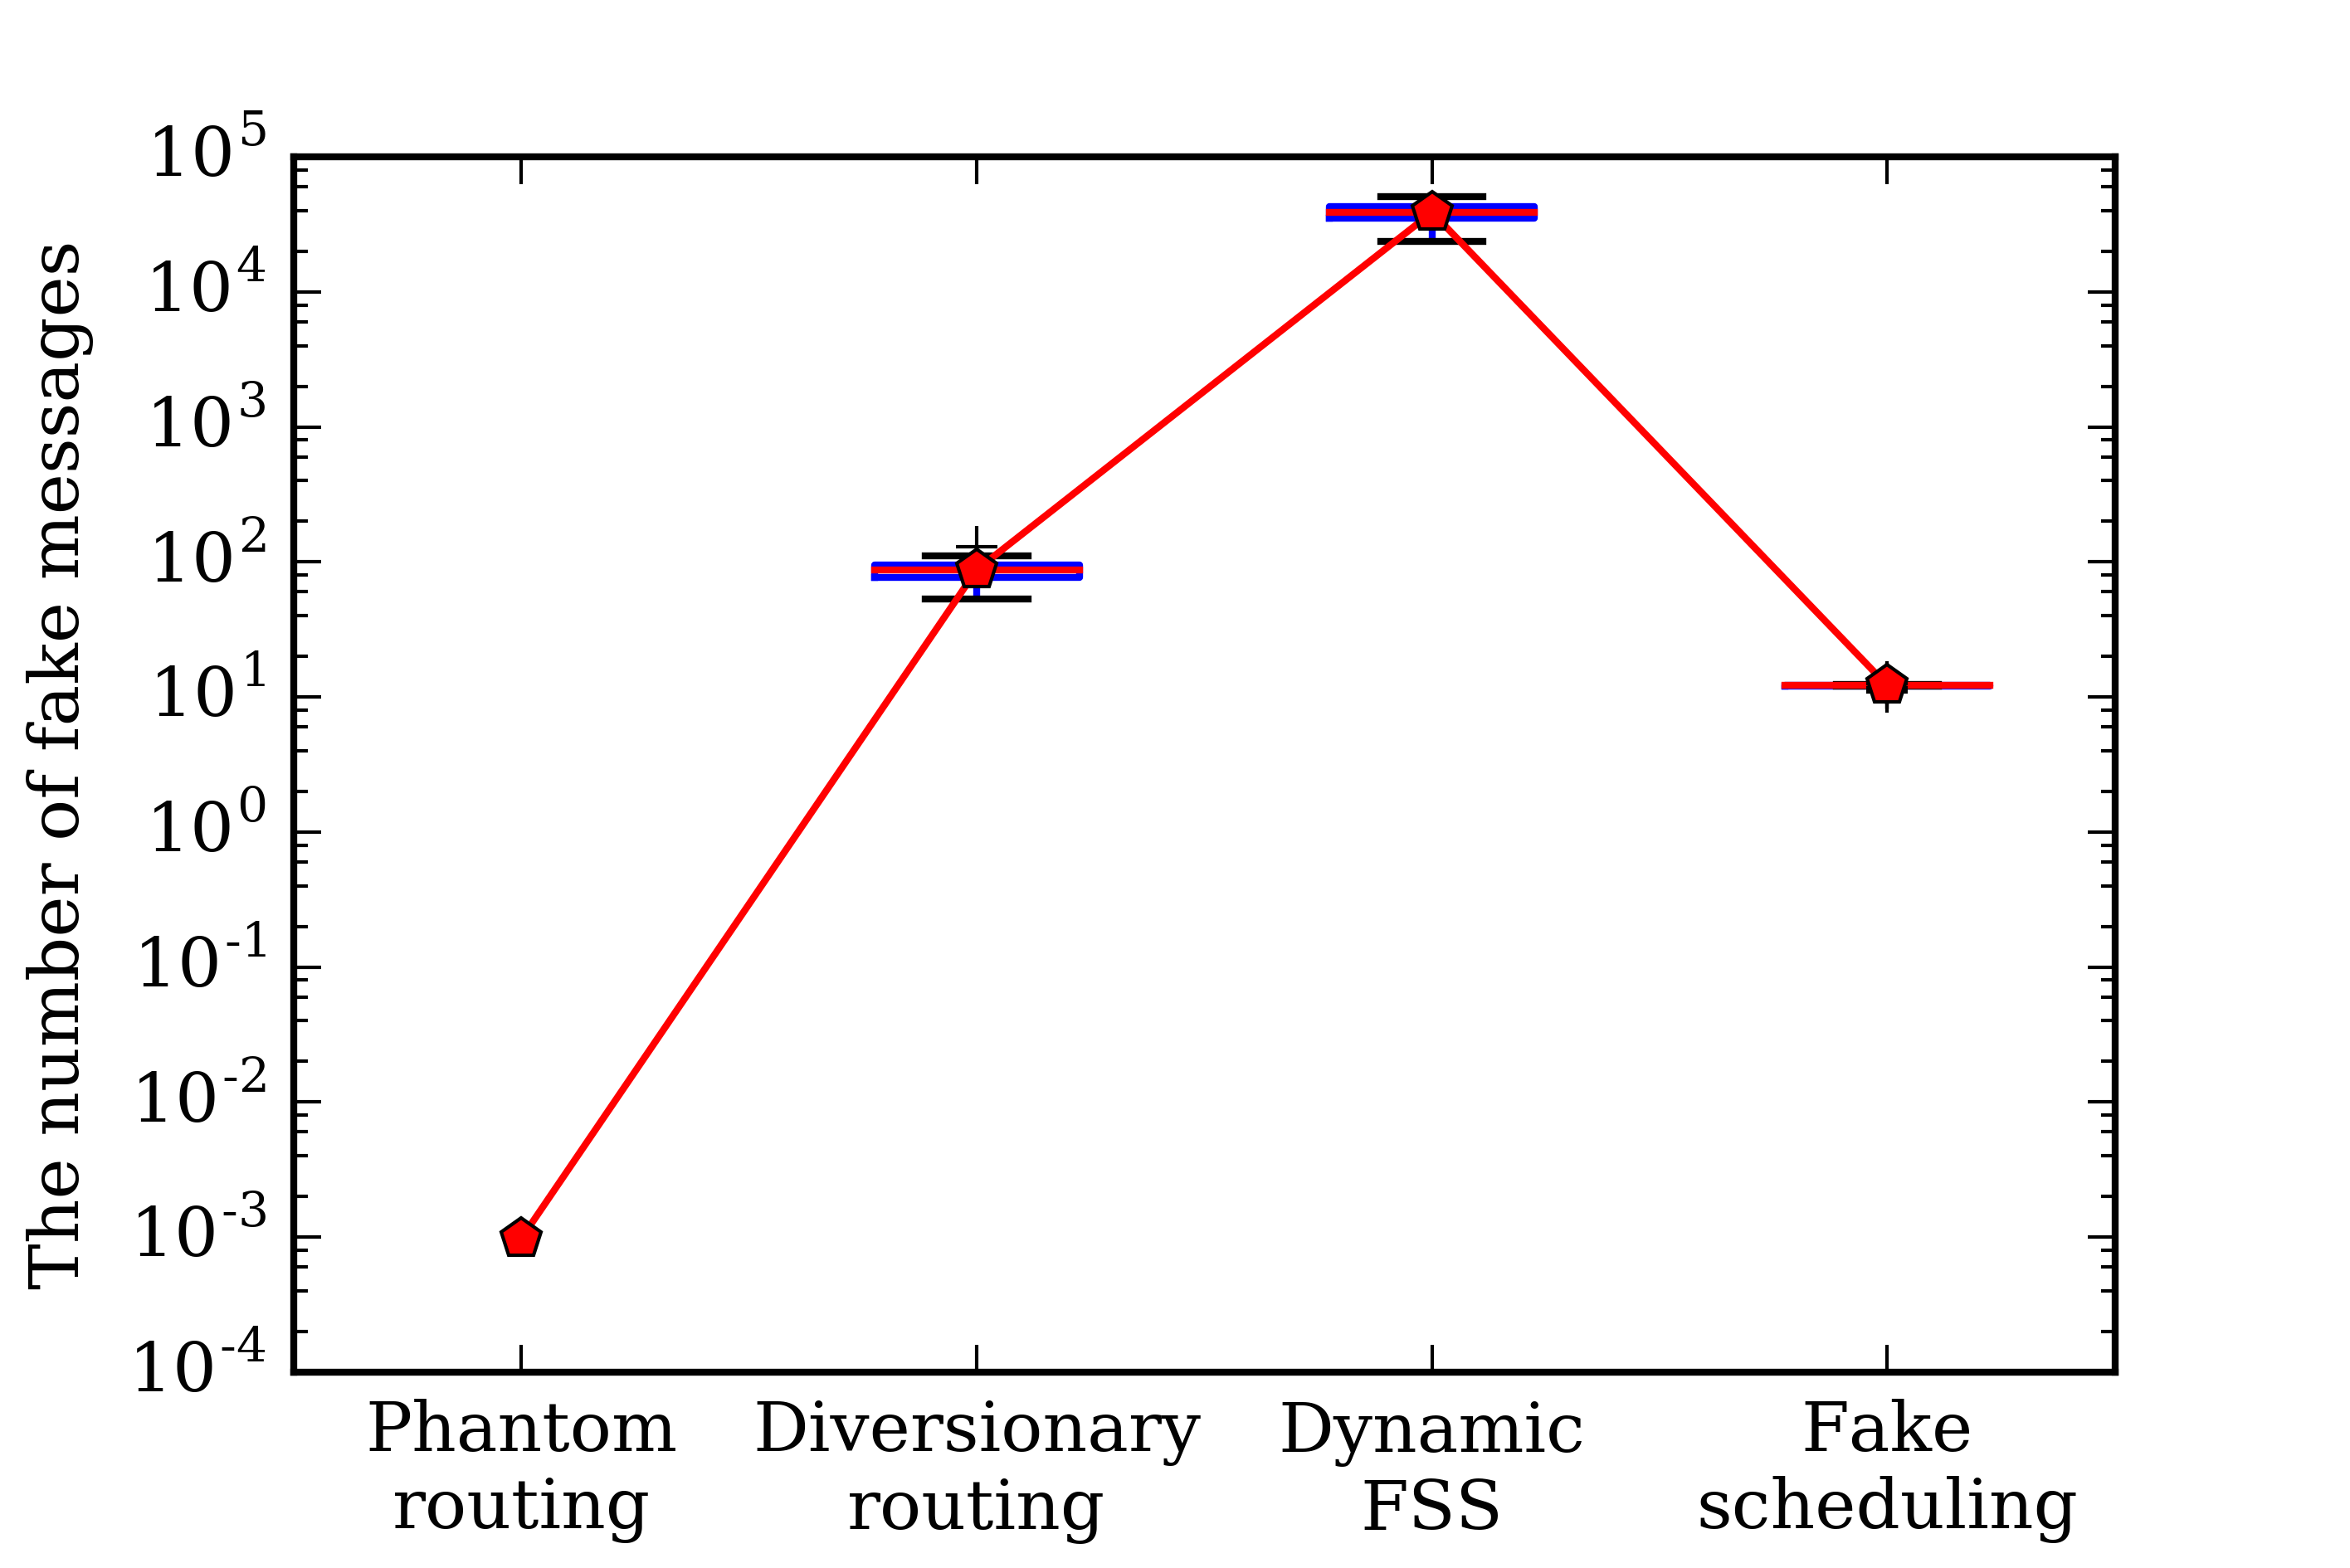 The number of fake messages
10^5
10^4
10^3
10^2
10^1
10^0
10^-1
10^-2
10^-3
10^-4
Phantom routing
Diversionary routing
Dynamic FSS
Fake scheduling